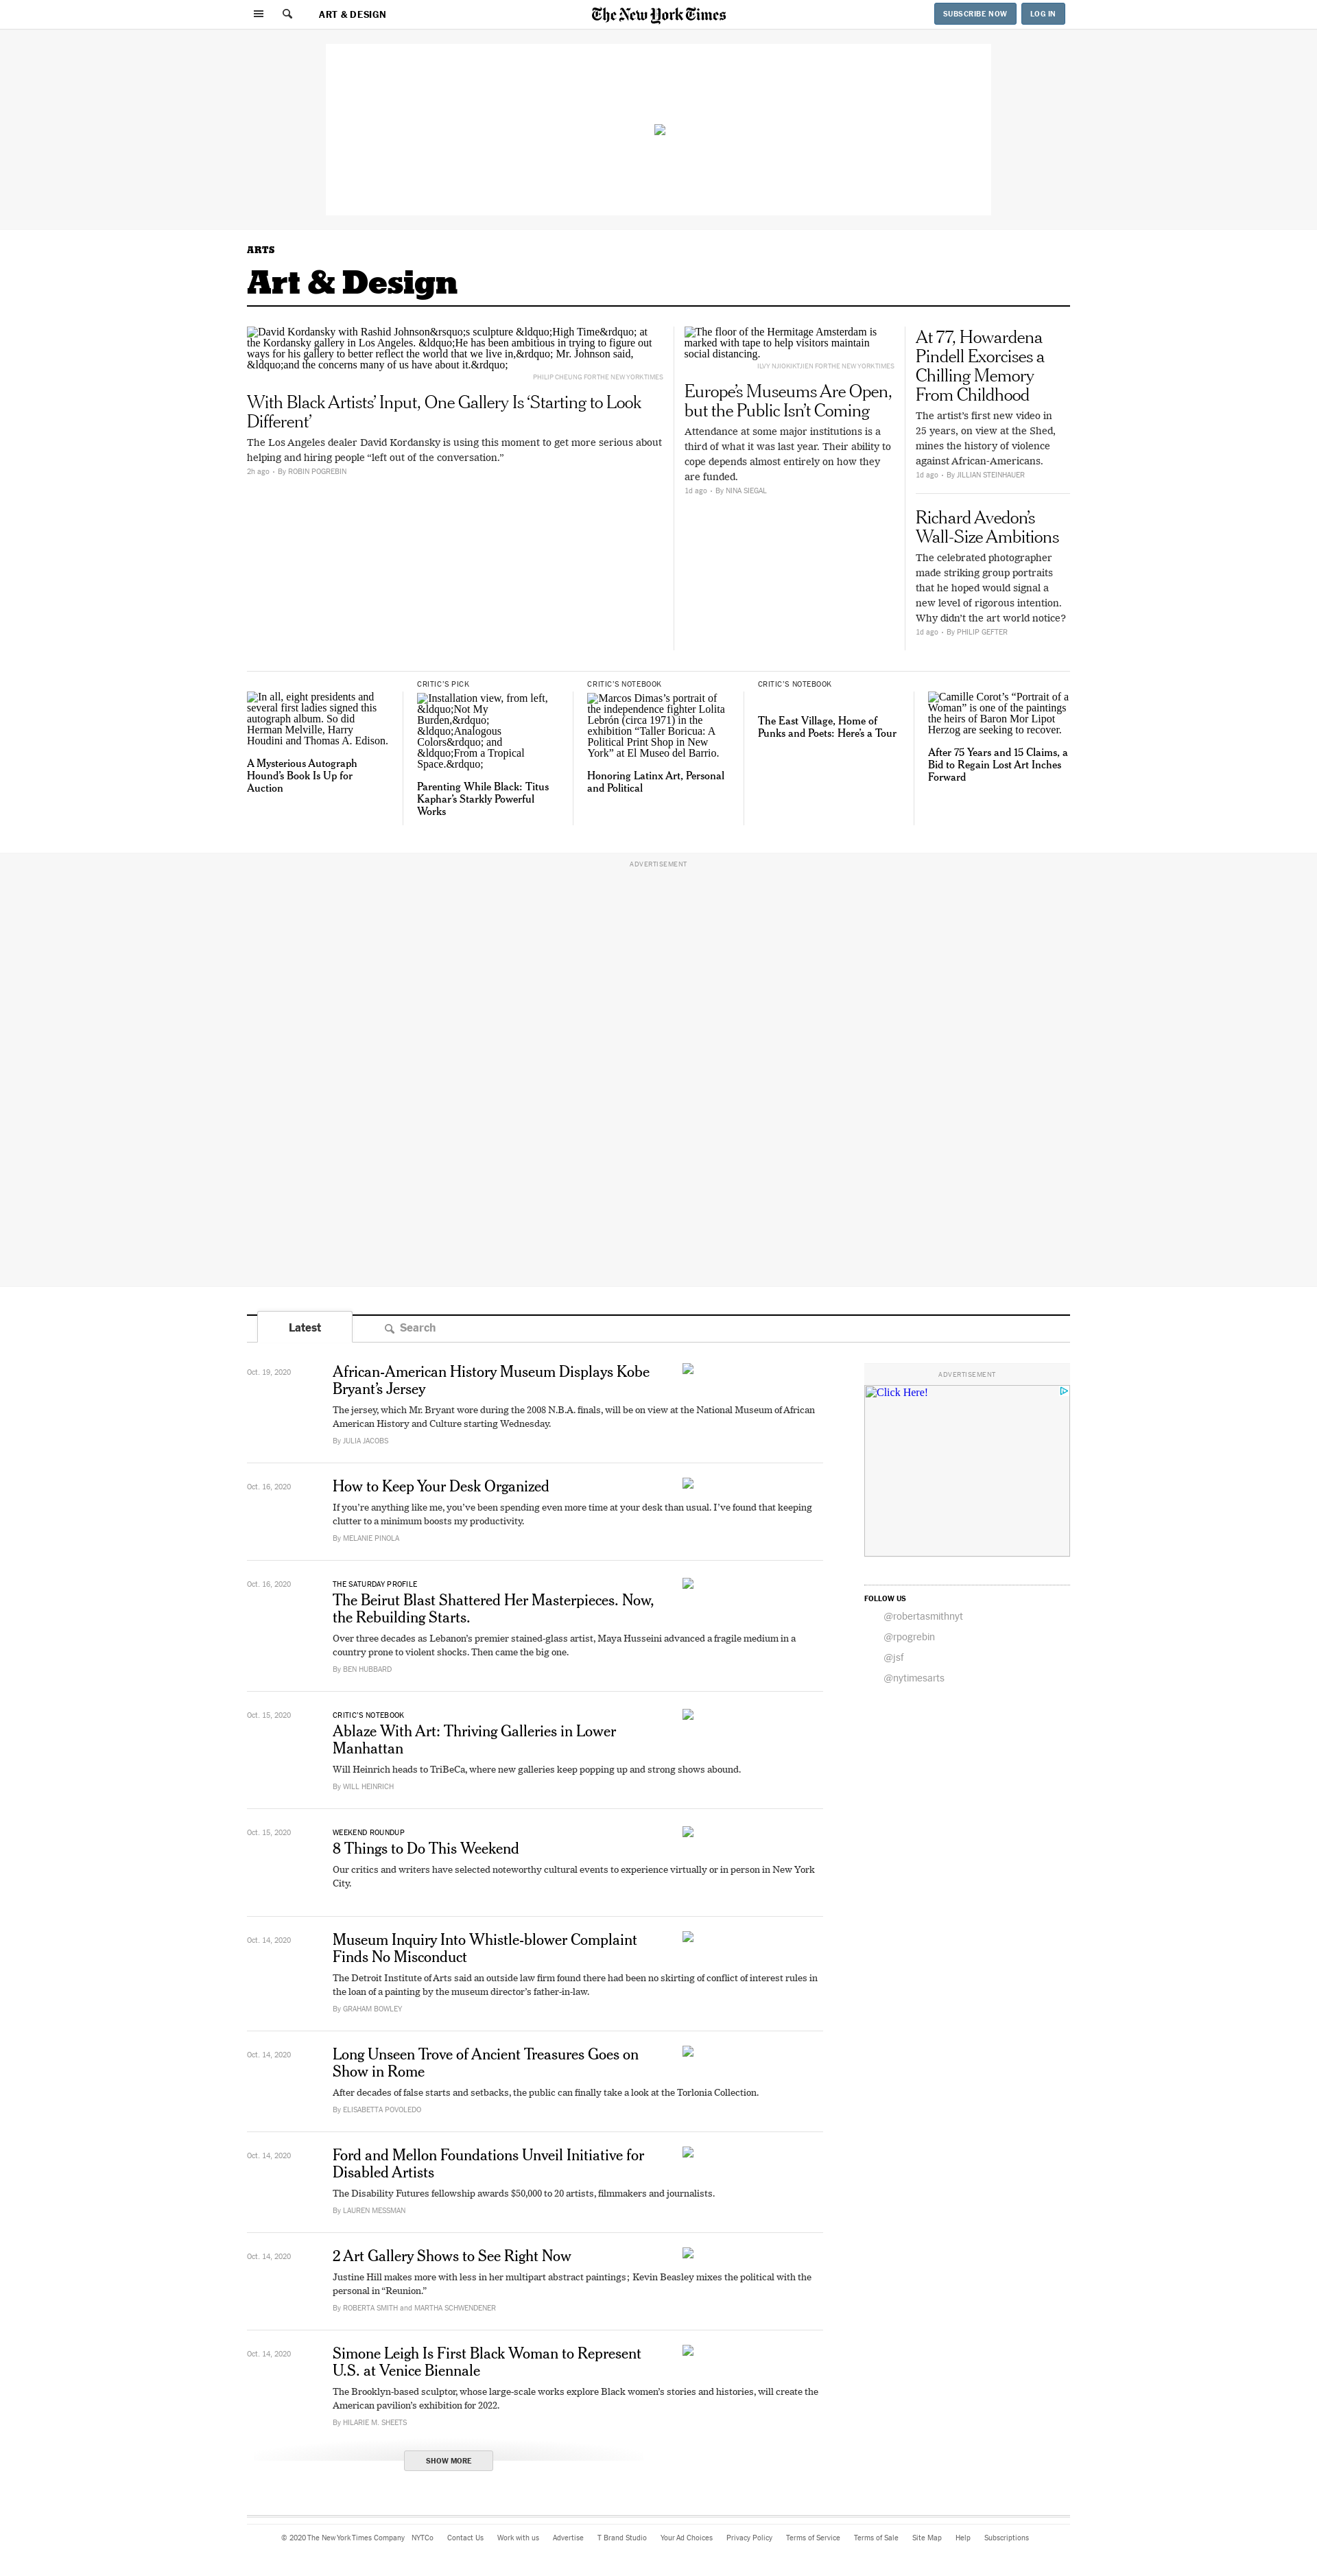 ART & DESIGN
The New York Times
SUBSCRIBE NOW
LOG IN
ARTS
Art & Design
David Kordansky with Rashid Johnson&rsquo;s sculpture &ldquo;High Time&rdquo; at
the Kordansky gallery in Los Angeles. &ldquo;He has been ambitious in trying to figure out
ways for his gallery to better reflect the world that we live in,&rdquo; Mr. Johnson said,
&ldquo;and the concerns many of us have about it.&rdquo;
PHILIP CHEUNG FOR THE NEW YORK TIMES
With Black Artists’ Input, One Gallery Is ‘Starting to Look
Different’
The Los Angeles dealer David Kordansky is using this moment to get more serious about
helping and hiring people “left out of the conversation.”
2h ago • By ROBIN POGREBIN
The floor of the Hermitage Amsterdam is
marked with tape to help visitors maintain
social distancing.
ILVY NJIOKIKTJIEN FOR THE NEW YORK TIMES
Europe’s Museums Are Open,
but the Public Isn’t Coming
Attendance at some major institutions is a
third of what it was last year. Their ability to
cope depends almost entirely on how they
are funded.
1d ago • By NINA SIEGAL
At 77, Howardena
Pindell Exorcises a
Chilling Memory
From Childhood
The artist’s first new video in
25 years, on view at the Shed,
mines the history of violence
against African-Americans.
1d ago • By JILLIAN STEINHAUER
Richard Avedon’s
Wall-Size Ambitions
The celebrated photographer
made striking group portraits
that he hoped would signal a
new level of rigorous intention.
Why didn’t the art world notice?
1d ago • By PHILIP GEFTER
In all, eight presidents and
several first ladies signed this
autograph album. So did
Herman Melville, Harry
Houdini and Thomas A. Edison.
A Mysterious Autograph
Hound’s Book Is Up for
Auction
CRITIC’S PICK
Installation view, from left,
&ldquo;Not My
Burden,&rdquo;
&ldquo;Analogous
Colors&rdquo; and
&ldquo;From a Tropical
Space.&rdquo;
Parenting While Black: Titus
Kaphar’s Starkly Powerful
Works
CRITIC’S NOTEBOOK
Marcos Dimas’s portrait of
the independence fighter Lolita
Lebrón (circa 1971) in the
exhibition “Taller Boricua: A
Political Print Shop in New
York” at El Museo del Barrio.
Honoring Latinx Art, Personal
and Political
CRITIC’S NOTEBOOK
The East Village, Home of
Punks and Poets: Here’s a Tour
Camille Corot’s “Portrait of a
Woman” is one of the paintings
the heirs of Baron Mor Lipot
Herzog are seeking to recover.
After 75 Years and 15 Claims, a
Bid to Regain Lost Art Inches
Forward
ADVERTISEMENT
Latest
Search
Oct. 19, 2020
African-American History Museum Displays Kobe
Bryant’s Jersey
The jersey, which Mr. Bryant wore during the 2008 N.B.A. finals, will be on view at the National Museum of African
American History and Culture starting Wednesday.
By JULIA JACOBS
Oct. 16, 2020
How to Keep Your Desk Organized
If you’re anything like me, you’ve been spending even more time at your desk than usual. I’ve found that keeping
clutter to a minimum boosts my productivity.
By MELANIE PINOLA
Oct. 16, 2020
THE SATURDAY PROFILE
The Beirut Blast Shattered Her Masterpieces. Now,
the Rebuilding Starts.
Over three decades as Lebanon’s premier stained-glass artist, Maya Husseini advanced a fragile medium in a
country prone to violent shocks. Then came the big one.
By BEN HUBBARD
Oct. 15, 2020
CRITIC’S NOTEBOOK
Ablaze With Art: Thriving Galleries in Lower
Manhattan
Will Heinrich heads to TriBeCa, where new galleries keep popping up and strong shows abound.
By WILL HEINRICH
Oct. 15, 2020
WEEKEND ROUNDUP
8 Things to Do This Weekend
Our critics and writers have selected noteworthy cultural events to experience virtually or in person in New York
City.
Oct. 14, 2020
Museum Inquiry Into Whistle-blower Complaint
Finds No Misconduct
The Detroit Institute of Arts said an outside law firm found there had been no skirting of conflict of interest rules in
the loan of a painting by the museum director’s father-in-law.
By GRAHAM BOWLEY
Oct. 14, 2020
Long Unseen Trove of Ancient Treasures Goes on
Show in Rome
After decades of false starts and setbacks, the public can finally take a look at the Torlonia Collection.
By ELISABETTA POVOLEDO
Oct. 14, 2020
Ford and Mellon Foundations Unveil Initiative for
Disabled Artists
The Disability Futures fellowship awards $50,000 to 20 artists, filmmakers and journalists.
By LAUREN MESSMAN
Oct. 14, 2020
2 Art Gallery Shows to See Right Now
Justine Hill makes more with less in her multipart abstract paintings; Kevin Beasley mixes the political with the
personal in “Reunion.”
By ROBERTA SMITH and MARTHA SCHWENDENER
Oct. 14, 2020
Simone Leigh Is First Black Woman to Represent
U.S. at Venice Biennale
The Brooklyn-based sculptor, whose large-scale works explore Black women’s stories and histories, will create the
American pavilion’s exhibition for 2022.
By HILARIE M. SHEETS
SHOW MORE
ADVERTISEMENT
Click Here!
FOLLOW US
@robertasmithnyt
@rpogrebin
@jsf
@nytimesarts
© 2020 The New York Times Company NYTCo Contact Us Work with us Advertise T Brand Studio Your Ad Choices Privacy Policy Terms of Service Terms of Sale Site Map Help Subscriptions